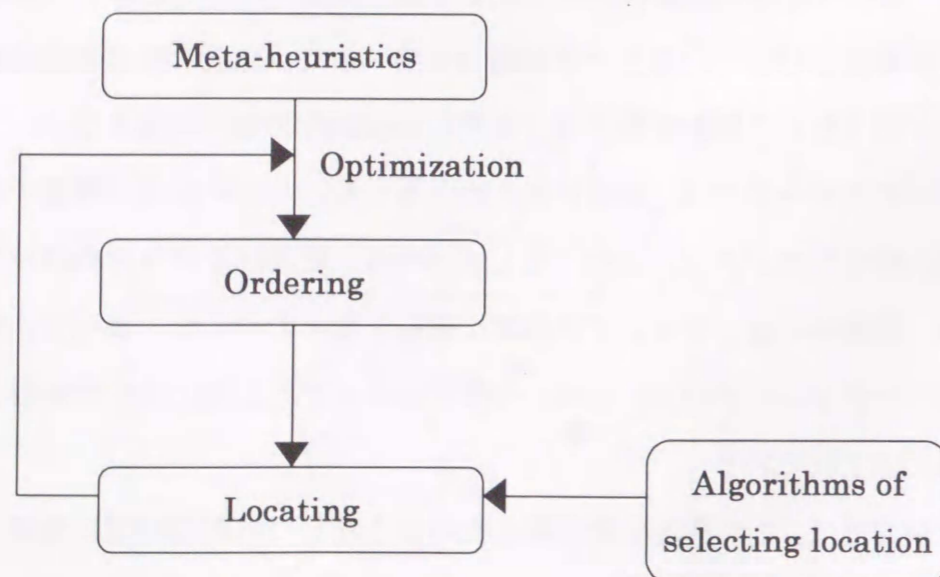 Meta-heuristics
Optimization
Ordering
Locating
Algorithms of
selecting location